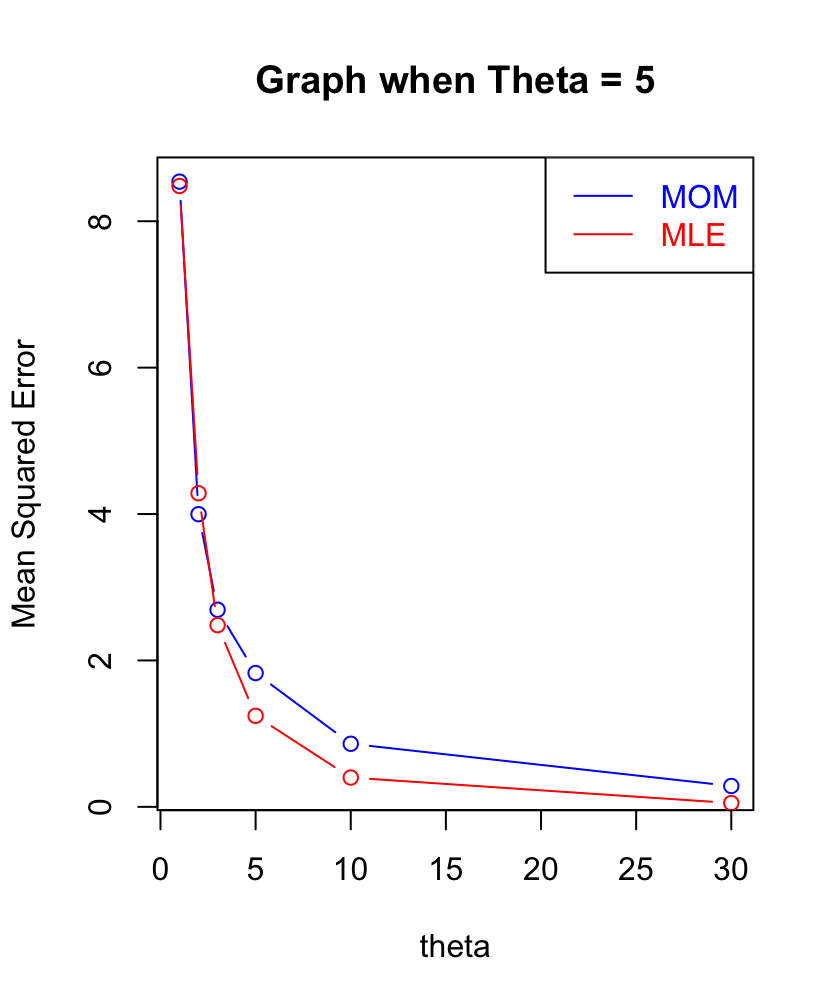 Graph when Theta = 5
MOM
MLE
Mean Squared Error
8
6
4
2
0
0 5 10 15 20 25 30
theta